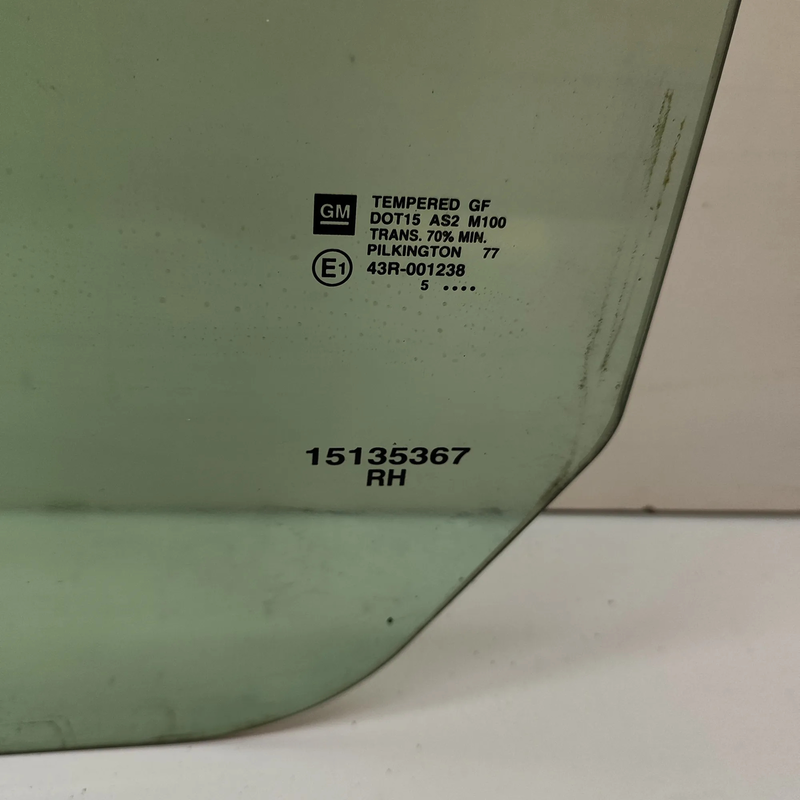 GM
TEMPERED GF
DOT15 AS2 M100
TRANS. 70% MIN.
PILKINGTON 77
E1
43R-001238
5 ••••
15135367
RH